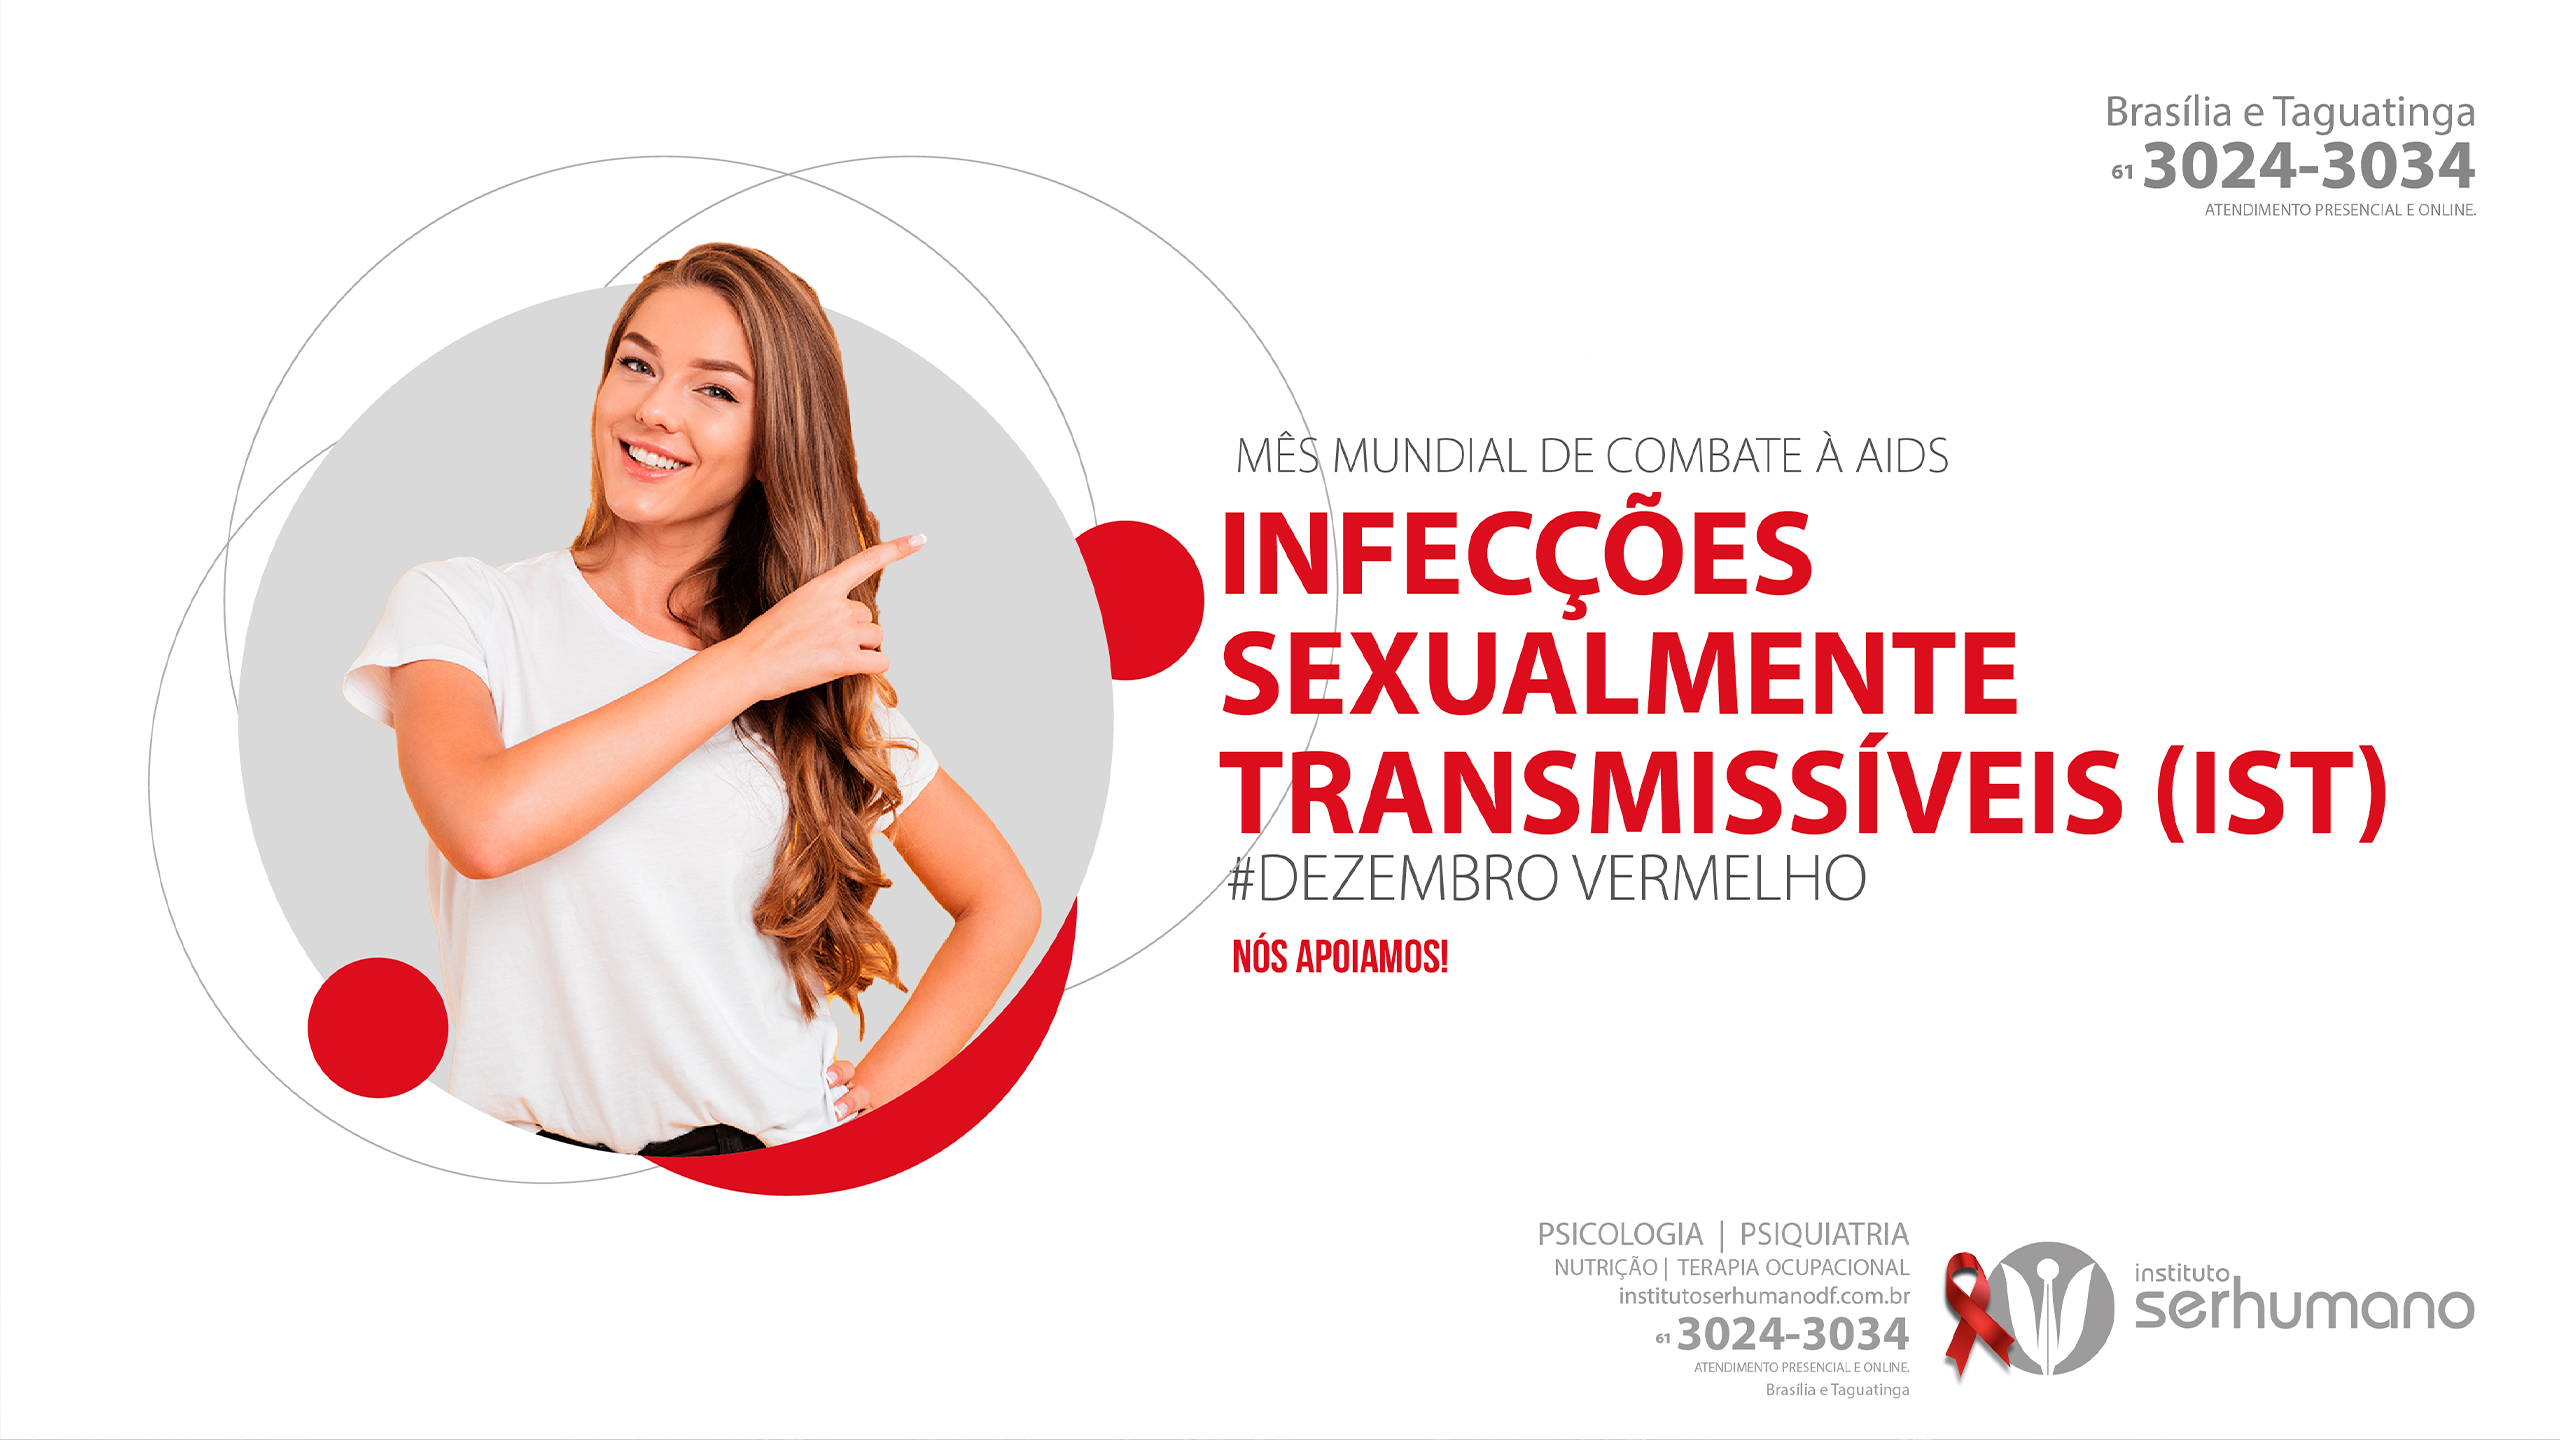 Brasília e Taguatinga
61 3024-3034
ATENDIMENTO PRESENCIAL E ONLINE.
MÊS MUNDIAL DE COMBATE À AIDS
INFECÇÕES
SEXUALMENTE
TRANSMISSÍVEIS (IST)
#DEZEMBRO VERMELHO
NÓS APOIAMOS!
PSICOLOGIA | PSIQUIATRIA
NUTRIÇÃO | TERAPIA OCUPACIONAL
institutoserhumanodf.com.br
61 3024-3034
ATENDIMENTO PRESENCIAL E ONLINE.
Brasília e Taguatinga
instituto
serhumano